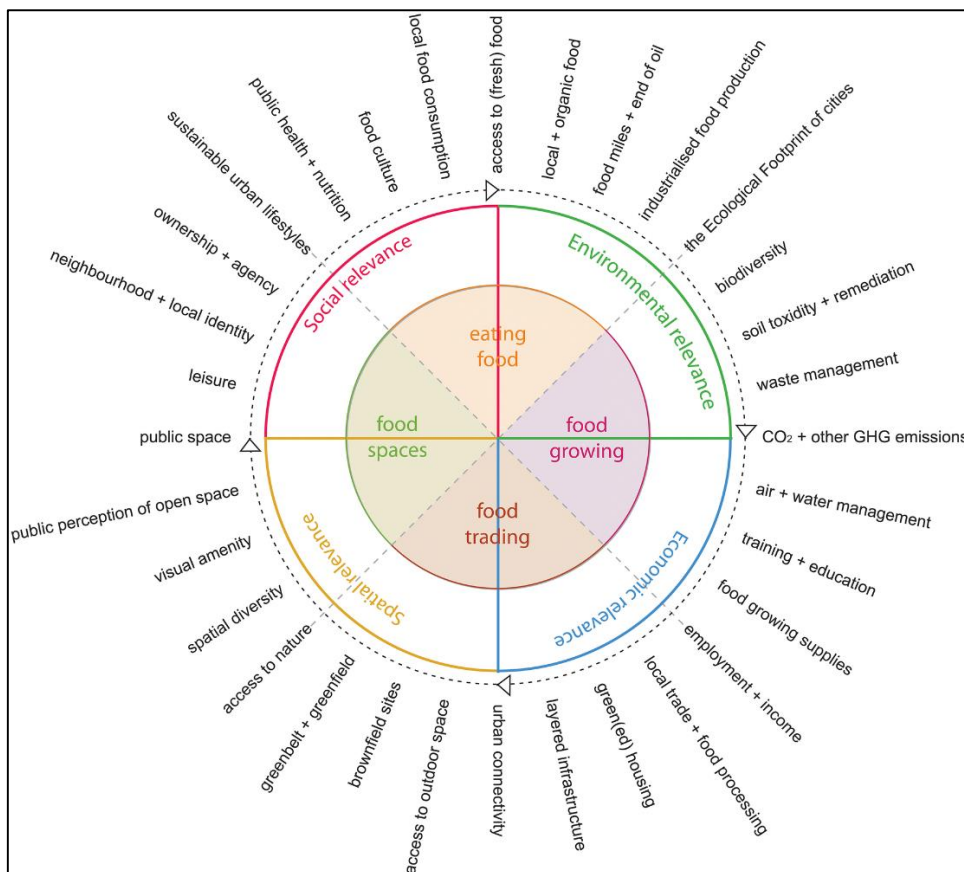 access to (fresh) food
local + organic food
food miles + end of oil
industrialised food production
the Ecological Footprint of cities
biodiversity
soil toxidity + remediation
waste management
CO₂ + other GHG emissions
air + water management
training + education
food growing supplies
employment + income
local trade + food processing
green(ed) housing
layered infrastructure
urban connectivity
access to outdoor space
brownfield sites
greenbelt + greenfield
access to nature
spatial diversity
visual amenity
public perception of open space
public space
leisure
neighbourhood + local identity
ownership + agency
sustainable urban lifestyles
public health + nutrition
food culture
local food consumption
Social relevance
Environmental relevance
Economic relevance
Spatial relevance
eating
food
food
growing
food
trading
food
spaces